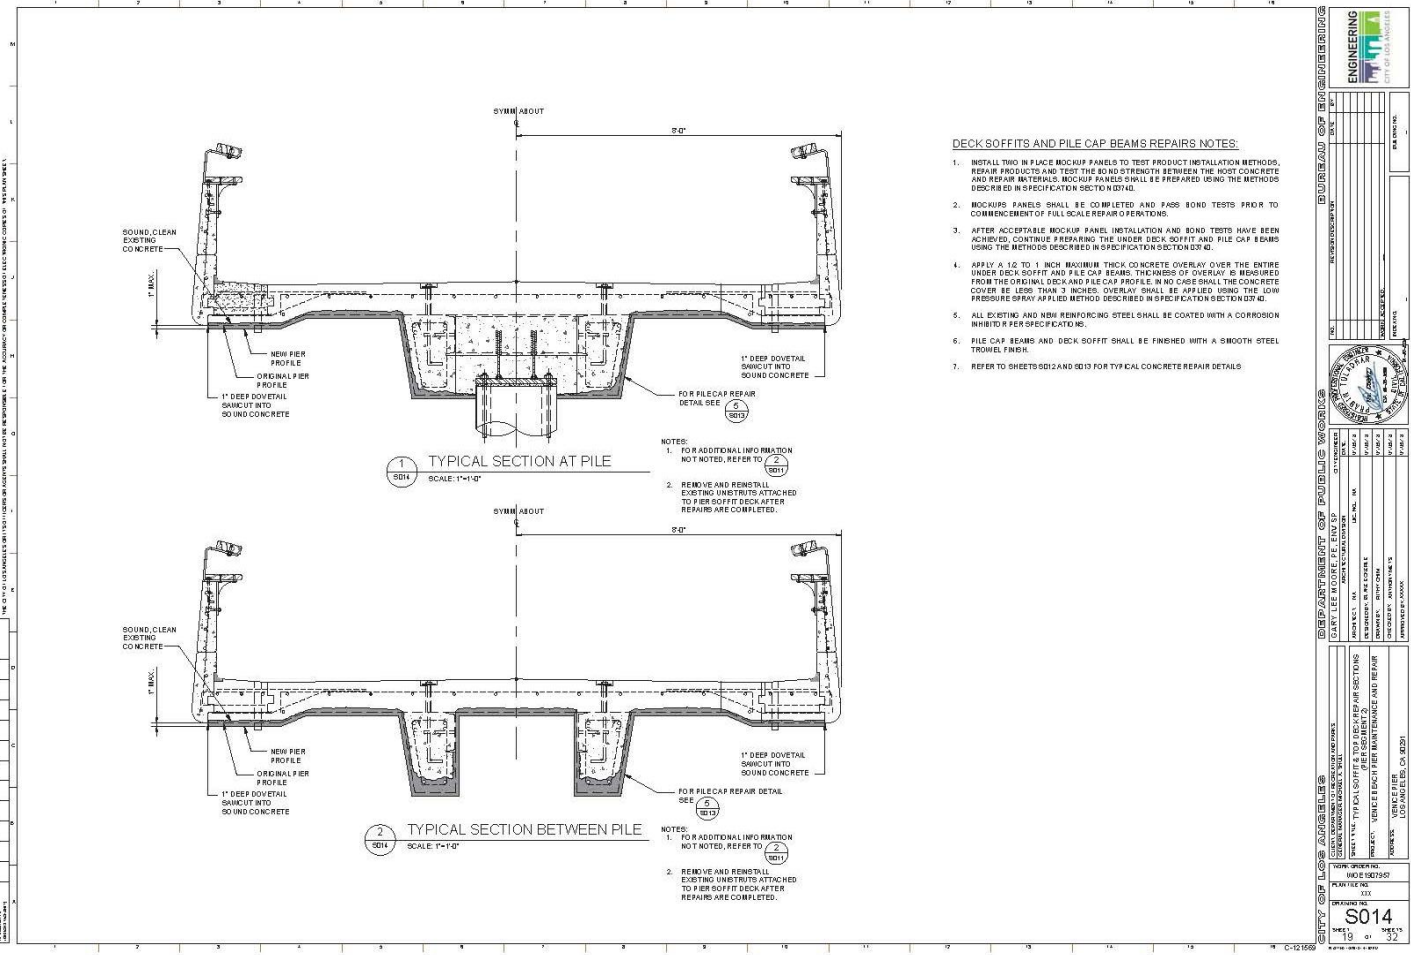 SYMM ABOUT
8'-0"
SOUND, CLEAN
EXISTING
CONCRETE
1" MAX.
NEW PIER
PROFILE
ORIGINAL PIER
PROFILE
1" DEEP DOVETAIL
SAWCUT INTO
SOUND CONCRETE
1" DEEP DOVETAIL
SAWCUT INTO
SOUND CONCRETE
FOR PILE CAP REPAIR
DETAIL SEE
5
S013
1
S014
TYPICAL SECTION AT PILE
SCALE: 1"=1'-0"
NOTES:
1. FOR ADDITIONAL INFORMATION
NOT NOTED, REFER TO
2
S011
2. REMOVE AND REINSTALL
EXISTING UNISTRUTS ATTACHED
TO PIER SOFFIT DECK AFTER
REPAIRS ARE COMPLETED.
SYMM ABOUT
8'-0"
SOUND, CLEAN
EXISTING
CONCRETE
1" MAX.
NEW PIER
PROFILE
ORIGINAL PIER
PROFILE
1" DEEP DOVETAIL
SAWCUT INTO
SOUND CONCRETE
1" DEEP DOVETAIL
SAWCUT INTO
SOUND CONCRETE
FOR PILE CAP REPAIR DETAIL
SEE
5
S013
2
S014
TYPICAL SECTION BETWEEN PILE
SCALE: 1"=1'-0"
NOTES:
1. FOR ADDITIONAL INFORMATION
NOT NOTED, REFER TO
2
S011
2. REMOVE AND REINSTALL
EXISTING UNISTRUTS ATTACHED
TO PIER SOFFIT DECK AFTER
REPAIRS ARE COMPLETED.
DECK SOFFITS AND PILE CAP BEAMS REPAIRS NOTES:
1. INSTALL TWO IN PLACE MOCKUP PANELS TO TEST PRODUCT INSTALLATION METHODS,
REPAIR PRODUCTS AND TEST THE BOND STRENGTH BETWEEN THE HOST CONCRETE
AND REPAIR MATERIALS. MOCKUP PANELS SHALL BE PREPARED USING THE METHODS
DESCRIBED IN SPECIFICATION SECTION 03740.
2. MOCKUPS PANELS SHALL BE COMPLETED AND PASS BOND TESTS PRIOR TO
COMMENCEMENT OF FULL SCALE REPAIR OPERATIONS.
3. AFTER ACCEPTABLE MOCKUP PANEL INSTALLATION AND BOND TESTS HAVE BEEN
ACHIEVED, CONTINUE PREPARING THE UNDER DECK SOFFIT AND PILE CAP BEAMS
USING THE METHODS DESCRIBED IN SPECIFICATION SECTION 03740.
4. APPLY A 1/2 TO 1 INCH MAXIMUM THICK CONCRETE OVERLAY OVER THE ENTIRE
UNDER DECK SOFFIT AND PILE CAP BEAMS. THICKNESS OF OVERLAY IS MEASURED
FROM THE ORIGINAL DECK AND PILE CAP PROFILE. IN NO CASE SHALL THE CONCRETE
COVER BE LESS THAN 3 INCHES. OVERLAY SHALL BE APPLIED USING THE LOW
PRESSURE SPRAY APPLIED METHOD DESCRIBED IN SPECIFICATION SECTION 03740.
5. ALL EXISTING AND NEW REINFORCING STEEL SHALL BE COATED WITH A CORROSION
INHIBITOR PER SPECIFICATIONS.
6. PILE CAP BEAMS AND DECK SOFFIT SHALL BE FINISHED WITH A SMOOTH STEEL
TROWEL FINISH.
7. REFER TO SHEETS S012 AND S013 FOR TYPICAL CONCRETE REPAIR DETAILS
ENGINEERING
CITY OF LOS ANGELES
CITY OF LOS ANGELES DEPARTMENT OF PUBLIC WORKS BUREAU OF ENGINEERING
REVISION DESCRIPTION
GARY LEE MOORE, PE, ENV SP
CITY ENGINEER
TYPICAL SOFFIT & TOP DECK REPAIR SECTIONS
(PIER SEGMENT 2)
VENICE BEACH PIER MAINTENANCE AND REPAIR
VENICE PIER
LOS ANGELES, CA 90291
WORK ORDER NO.
WO E1907957
PLAN FILE NO.
XXX
DRAWING NO.
S014
SHEET 19 OF 32 SHEETS
C-121569